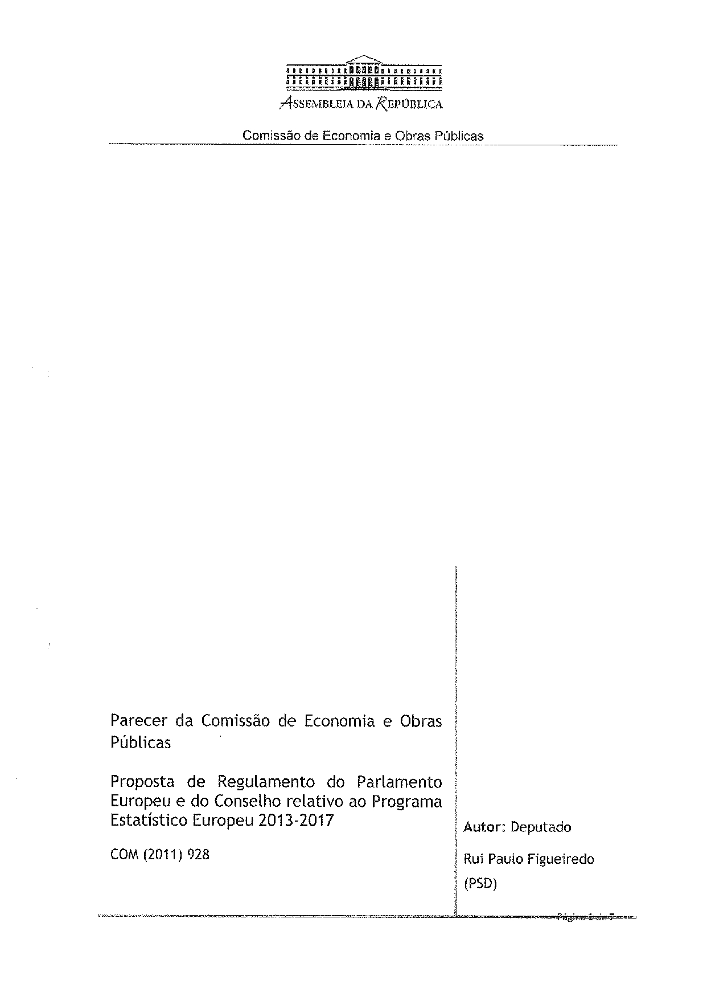 ASSEMBLEIA DA REPÚBLICA
Comissão de Economia e Obras Públicas
Parecer da Comissão de Economia e Obras
Públicas
Proposta de Regulamento do Parlamento
Europeu e do Conselho relativo ao Programa
Estatístico Europeu 2013-2017
COM (2011) 928
Autor: Deputado
Rui Paulo Figueiredo
(PSD)
Página 1 de 7